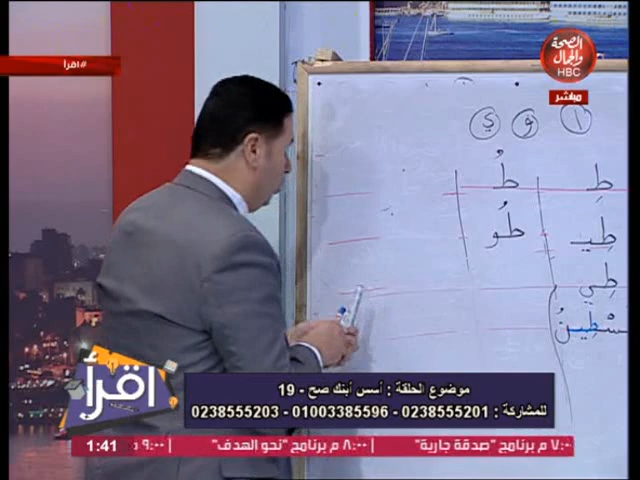 الصحة
والجمال
HBC
مباشر
#اقرأ
ا و ي
طِ طُ
طِيـ طُو
طِي
سْطِينُ
اقرأ
موضوع الحلقة : أسس أبنك صح - 19
للمشاركة : 0238555201 - 01003385596 - 0238555203
٧:٠٠ م برنامج "صدقة جارية" ٨:٠٠ م برنامج "نحو الهدف" ٩:٠٠
1:41